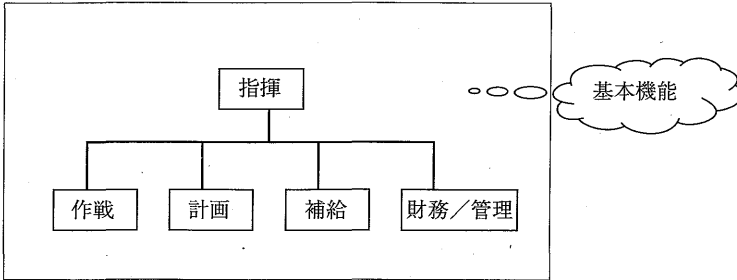 指揮
基本機能
作戦
計画
補給
財務／管理